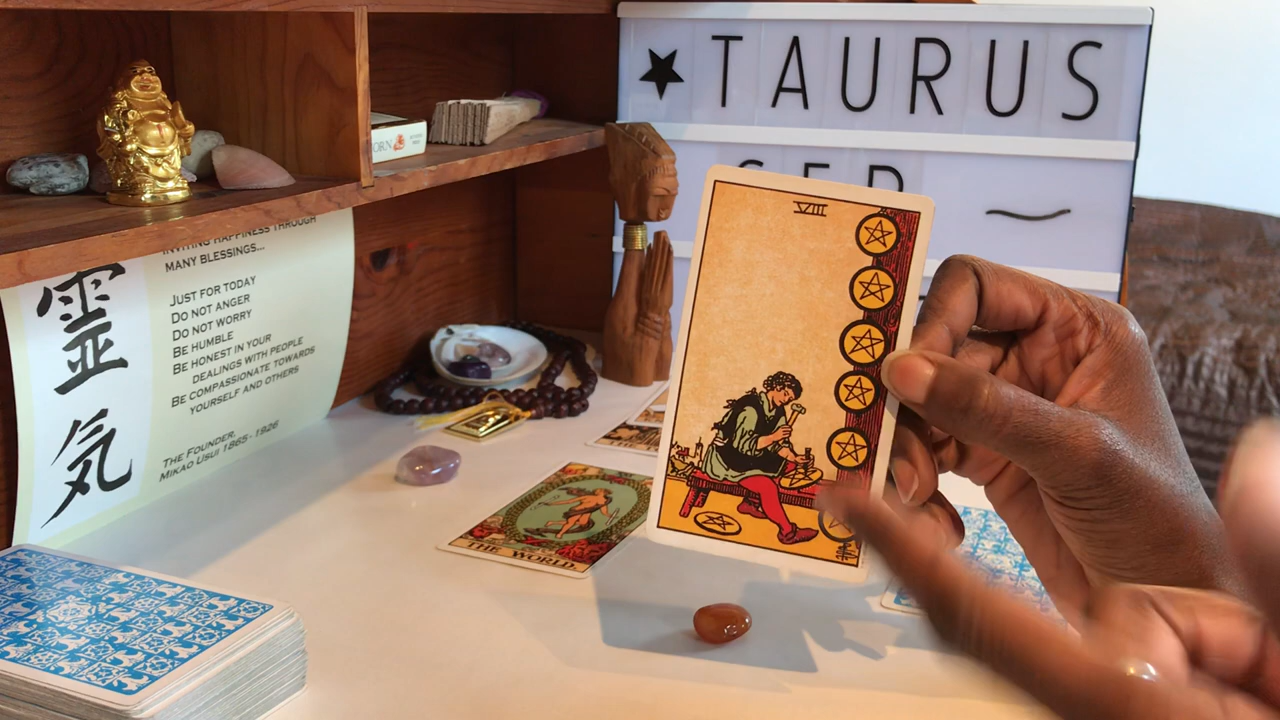 TAURUS
SEP
VIII
INVITING HAPPINESS THROUGH
MANY BLESSINGS...
JUST FOR TODAY
DO NOT ANGER
DO NOT WORRY
BE HUMBLE
BE HONEST IN YOUR
DEALINGS WITH PEOPLE
BE COMPASSIONATE TOWARDS
YOURSELF AND OTHERS
THE FOUNDER,
MIKAO USUI 1865 - 1926
靈
気
THE WORLD.